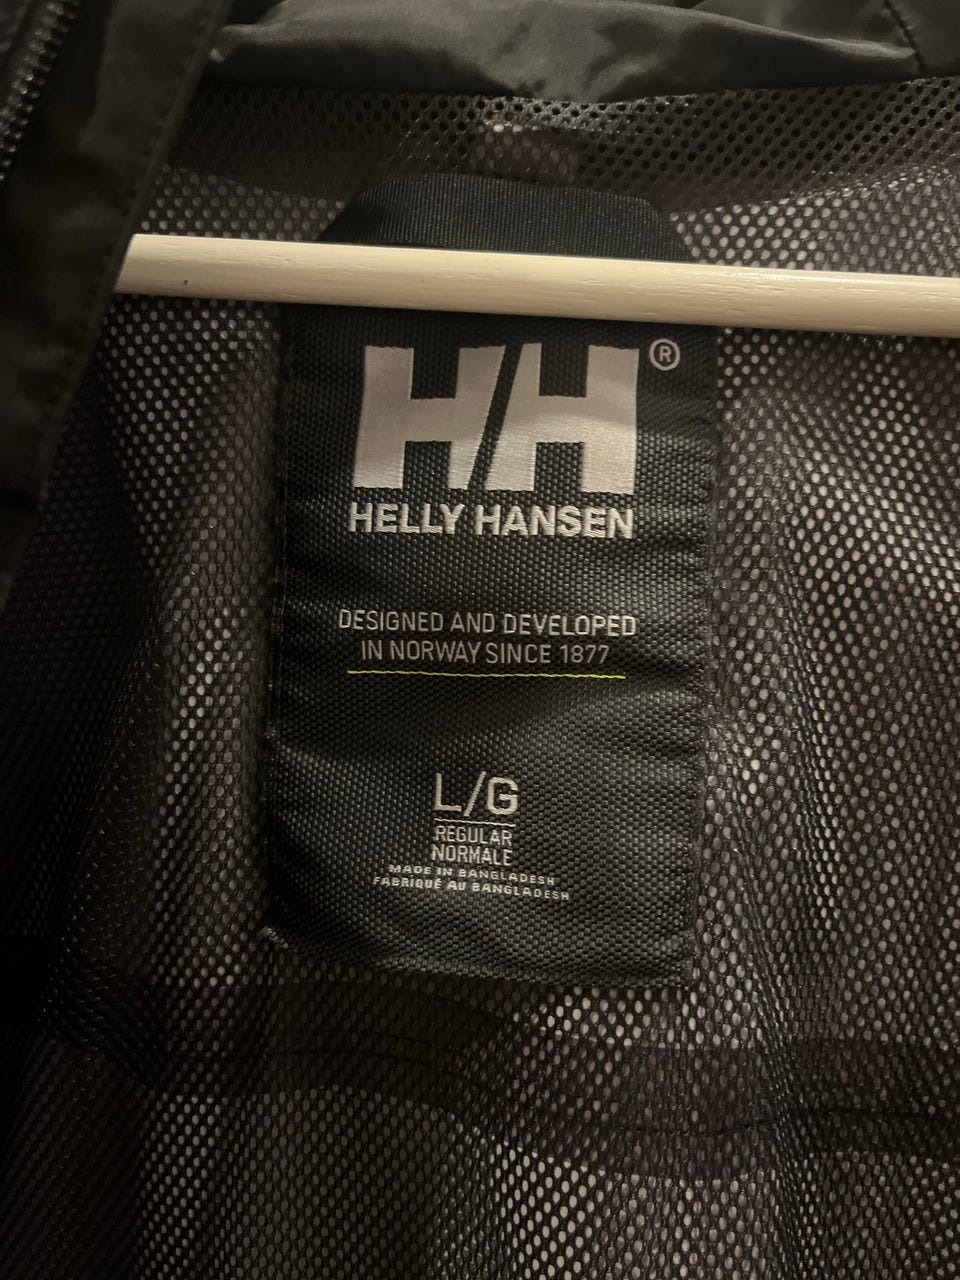 HH®
HELLY HANSEN
DESIGNED AND DEVELOPED
IN NORWAY SINCE 1877
L/G
REGULAR
NORMALE
MADE IN BANGLADESH
FABRIQUÉ AU BANGLADESH